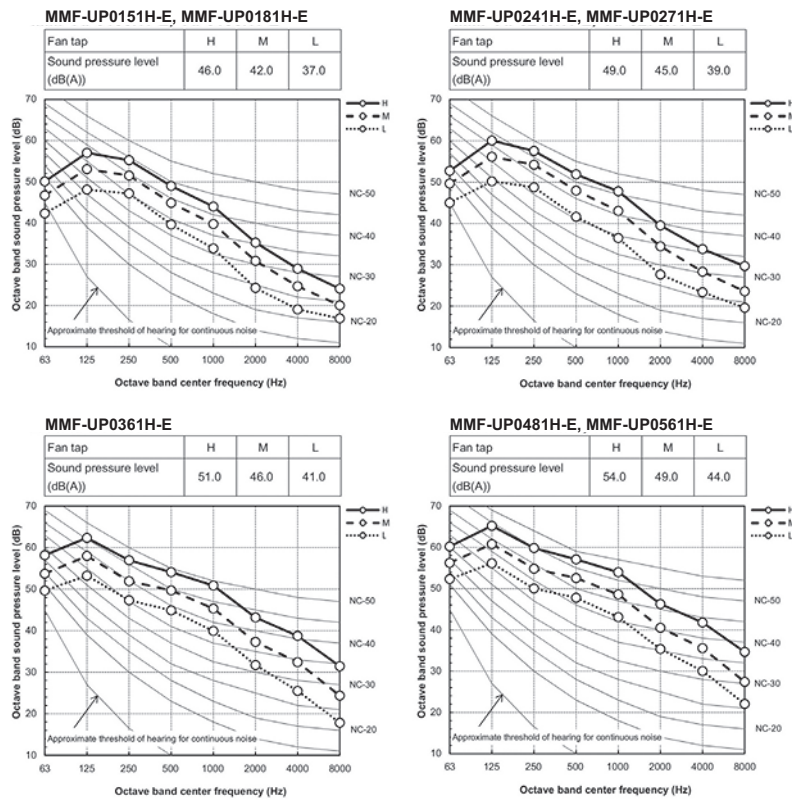 MMF-UP0151H-E, MMF-UP0181H-E
Fan tap H M L
Sound pressure level
(dB(A)) 46.0 42.0 37.0
Octave band sound pressure level (dB)
70
60
50
40
30
20
10
H
M
L
NC-50
NC-40
NC-30
NC-20
Approximate threshold of hearing for continuous noise
63 125 250 500 1000 2000 4000 8000
Octave band center frequency (Hz)
MMF-UP0241H-E, MMF-UP0271H-E
Fan tap H M L
Sound pressure level
(dB(A)) 49.0 45.0 39.0
Octave band sound pressure level (dB)
70
60
50
40
30
20
10
H
M
L
NC-50
NC-40
NC-30
NC-20
Approximate threshold of hearing for continuous noise
63 125 250 500 1000 2000 4000 8000
Octave band center frequency (Hz)
MMF-UP0361H-E
Fan tap H M L
Sound pressure level
(dB(A)) 51.0 46.0 41.0
Octave band sound pressure level (dB)
70
60
50
40
30
20
10
H
M
L
NC-50
NC-40
NC-30
NC-20
Approximate threshold of hearing for continuous noise
63 125 250 500 1000 2000 4000 8000
Octave band center frequency (Hz)
MMF-UP0481H-E, MMF-UP0561H-E
Fan tap H M L
Sound pressure level
(dB(A)) 54.0 49.0 44.0
Octave band sound pressure level (dB)
70
60
50
40
30
20
10
H
M
L
NC-50
NC-40
NC-30
NC-20
Approximate threshold of hearing for continuous noise
63 125 250 500 1000 2000 4000 8000
Octave band center frequency (Hz)